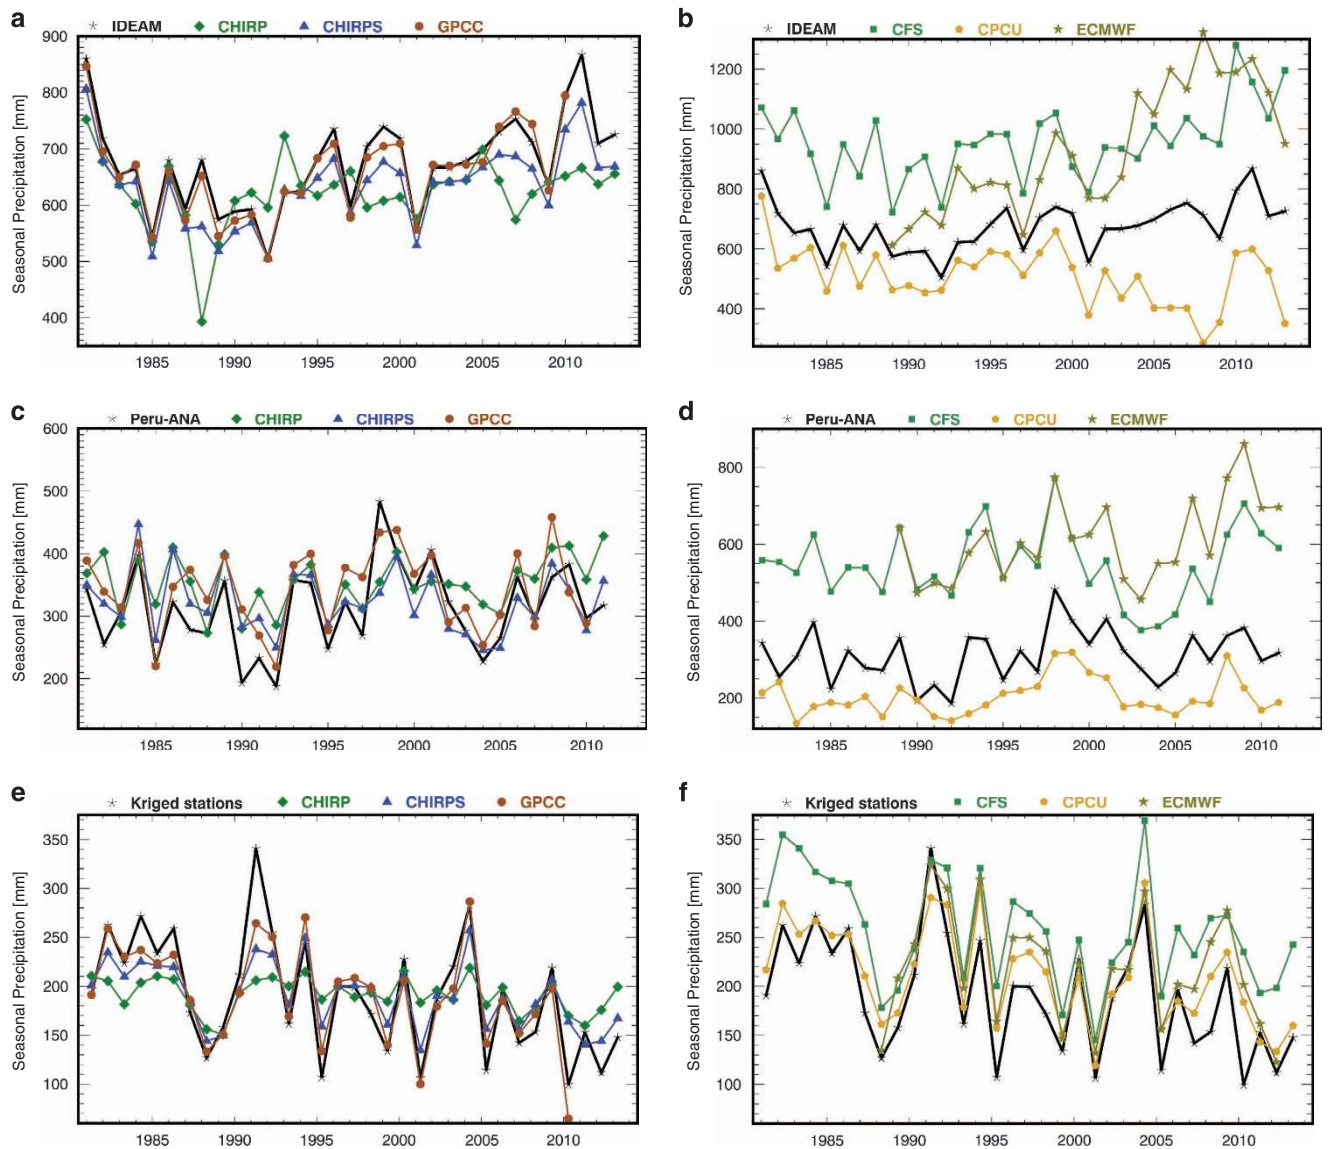 a
IDEAM CHIRP CHIRPS GPCC
Seasonal Precipitation [mm]
900
800
700
600
500
400
1985 1990 1995 2000 2005 2010
b
IDEAM CFS CPCU ECMWF
Seasonal Precipitation [mm]
1200
1000
800
600
400
1985 1990 1995 2000 2005 2010
c
Peru-ANA CHIRP CHIRPS GPCC
Seasonal Precipitation [mm]
600
500
400
300
200
1985 1990 1995 2000 2005 2010
d
Peru-ANA CFS CPCU ECMWF
Seasonal Precipitation [mm]
800
600
400
200
1985 1990 1995 2000 2005 2010
e
Kriged stations CHIRP CHIRPS GPCC
Seasonal Precipitation [mm]
350
300
250
200
150
100
1985 1990 1995 2000 2005 2010
f
Kriged stations CFS CPCU ECMWF
Seasonal Precipitation [mm]
350
300
250
200
150
100
1985 1990 1995 2000 2005 2010